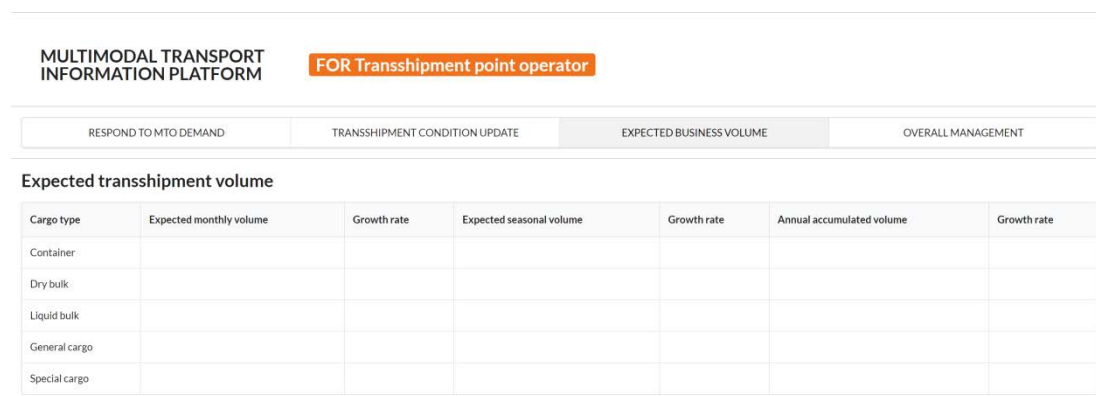 MULTIMODAL TRANSPORT
INFORMATION PLATFORM
FOR Transshipment point operator
RESPOND TO MTO DEMAND TRANSSHIPMENT CONDITION UPDATE EXPECTED BUSINESS VOLUME OVERALL MANAGEMENT
Expected transshipment volume
Cargo type Expected monthly volume Growth rate Expected seasonal volume Growth rate Annual accumulated volume Growth rate
Container
Dry bulk
Liquid bulk
General cargo
Special cargo